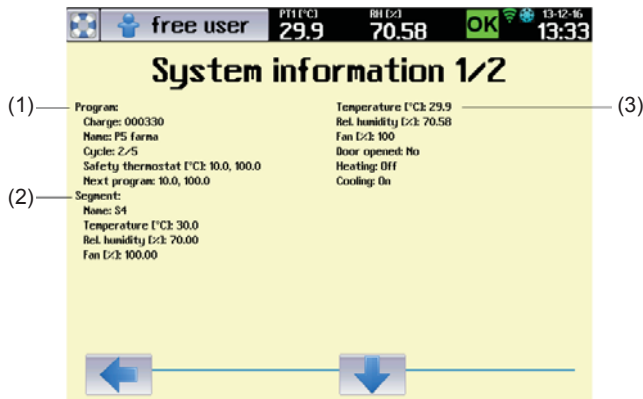 free user
PT1 [°C]
29.9
RH [%]
70.58
OK
13-12-16
13:33
System information 1/2
(1)
Program:
Charge: 000330
Name: P5 farma
Cycle: 2/5
Safety thermostat [°C]: 10.0, 100.0
Next program: 10.0, 100.0
(2)
Segment:
Name: S4
Temperature [°C]: 30.0
Rel. humidity [%]: 70.00
Fan [%]: 100.00
Temperature [°C]: 29.9
(3)
Rel. humidity [%]: 70.58
Fan [%]: 100
Door opened: No
Heating: Off
Cooling: On